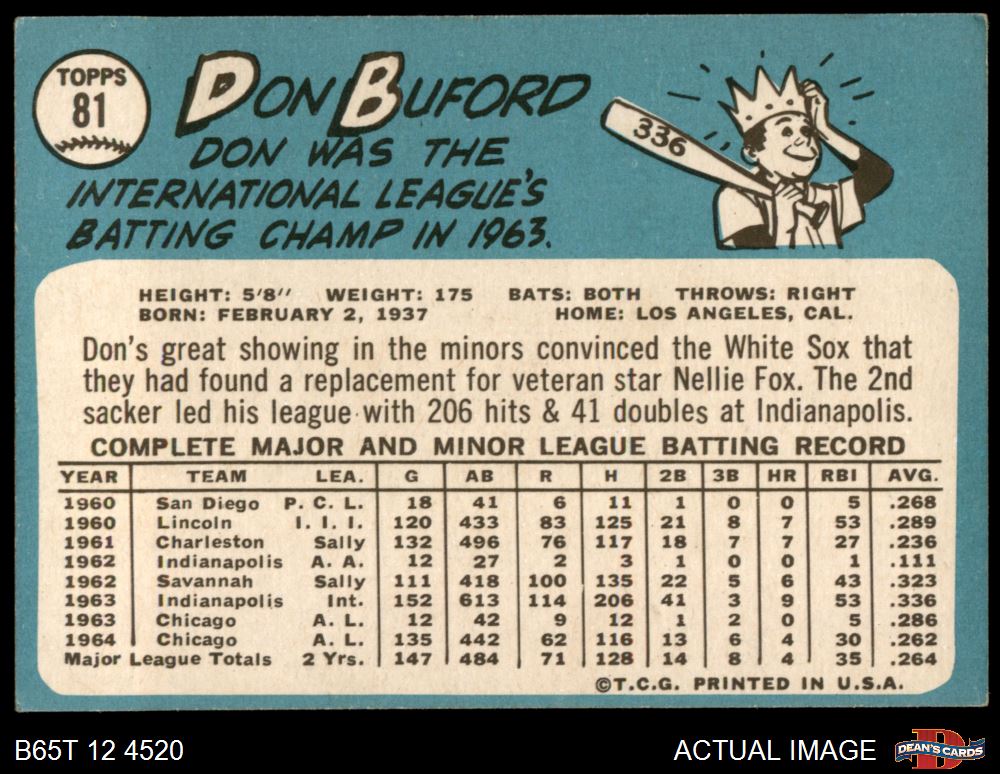 TOPPS
81
DON BUFORD
DON WAS THE
INTERNATIONAL LEAGUE'S
BATTING CHAMP IN 1963.
336
HEIGHT: 5'8" WEIGHT: 175 BATS: BOTH THROWS: RIGHT
BORN: FEBRUARY 2, 1937 HOME: LOS ANGELES, CAL.
Don's great showing in the minors convinced the White Sox that
they had found a replacement for veteran star Nellie Fox. The 2nd
sacker led his league with 206 hits & 41 doubles at Indianapolis.
COMPLETE MAJOR AND MINOR LEAGUE BATTING RECORD
YEAR TEAM LEA. G AB R H 2B 3B HR RBI AVG.
1960 San Diego P. C. L. 18 41 6 11 1 0 0 5 .268
1960 Lincoln I. I. I. 120 433 83 125 21 8 7 53 .289
1961 Charleston Sally 132 496 76 117 18 7 7 27 .236
1962 Indianapolis A. A. 12 27 2 3 1 0 0 1 .111
1962 Savannah Sally 111 418 100 135 22 5 6 43 .323
1963 Indianapolis Int. 152 613 114 206 41 3 9 53 .336
1963 Chicago A. L. 12 42 9 12 1 2 0 5 .286
1964 Chicago A. L. 135 442 62 116 13 6 4 30 .262
Major League Totals 2 Yrs. 147 484 71 128 14 8 4 35 .264
©T.C.G. PRINTED IN U.S.A.
B65T 12 4520 ACTUAL IMAGE D DEAN'S CARDS